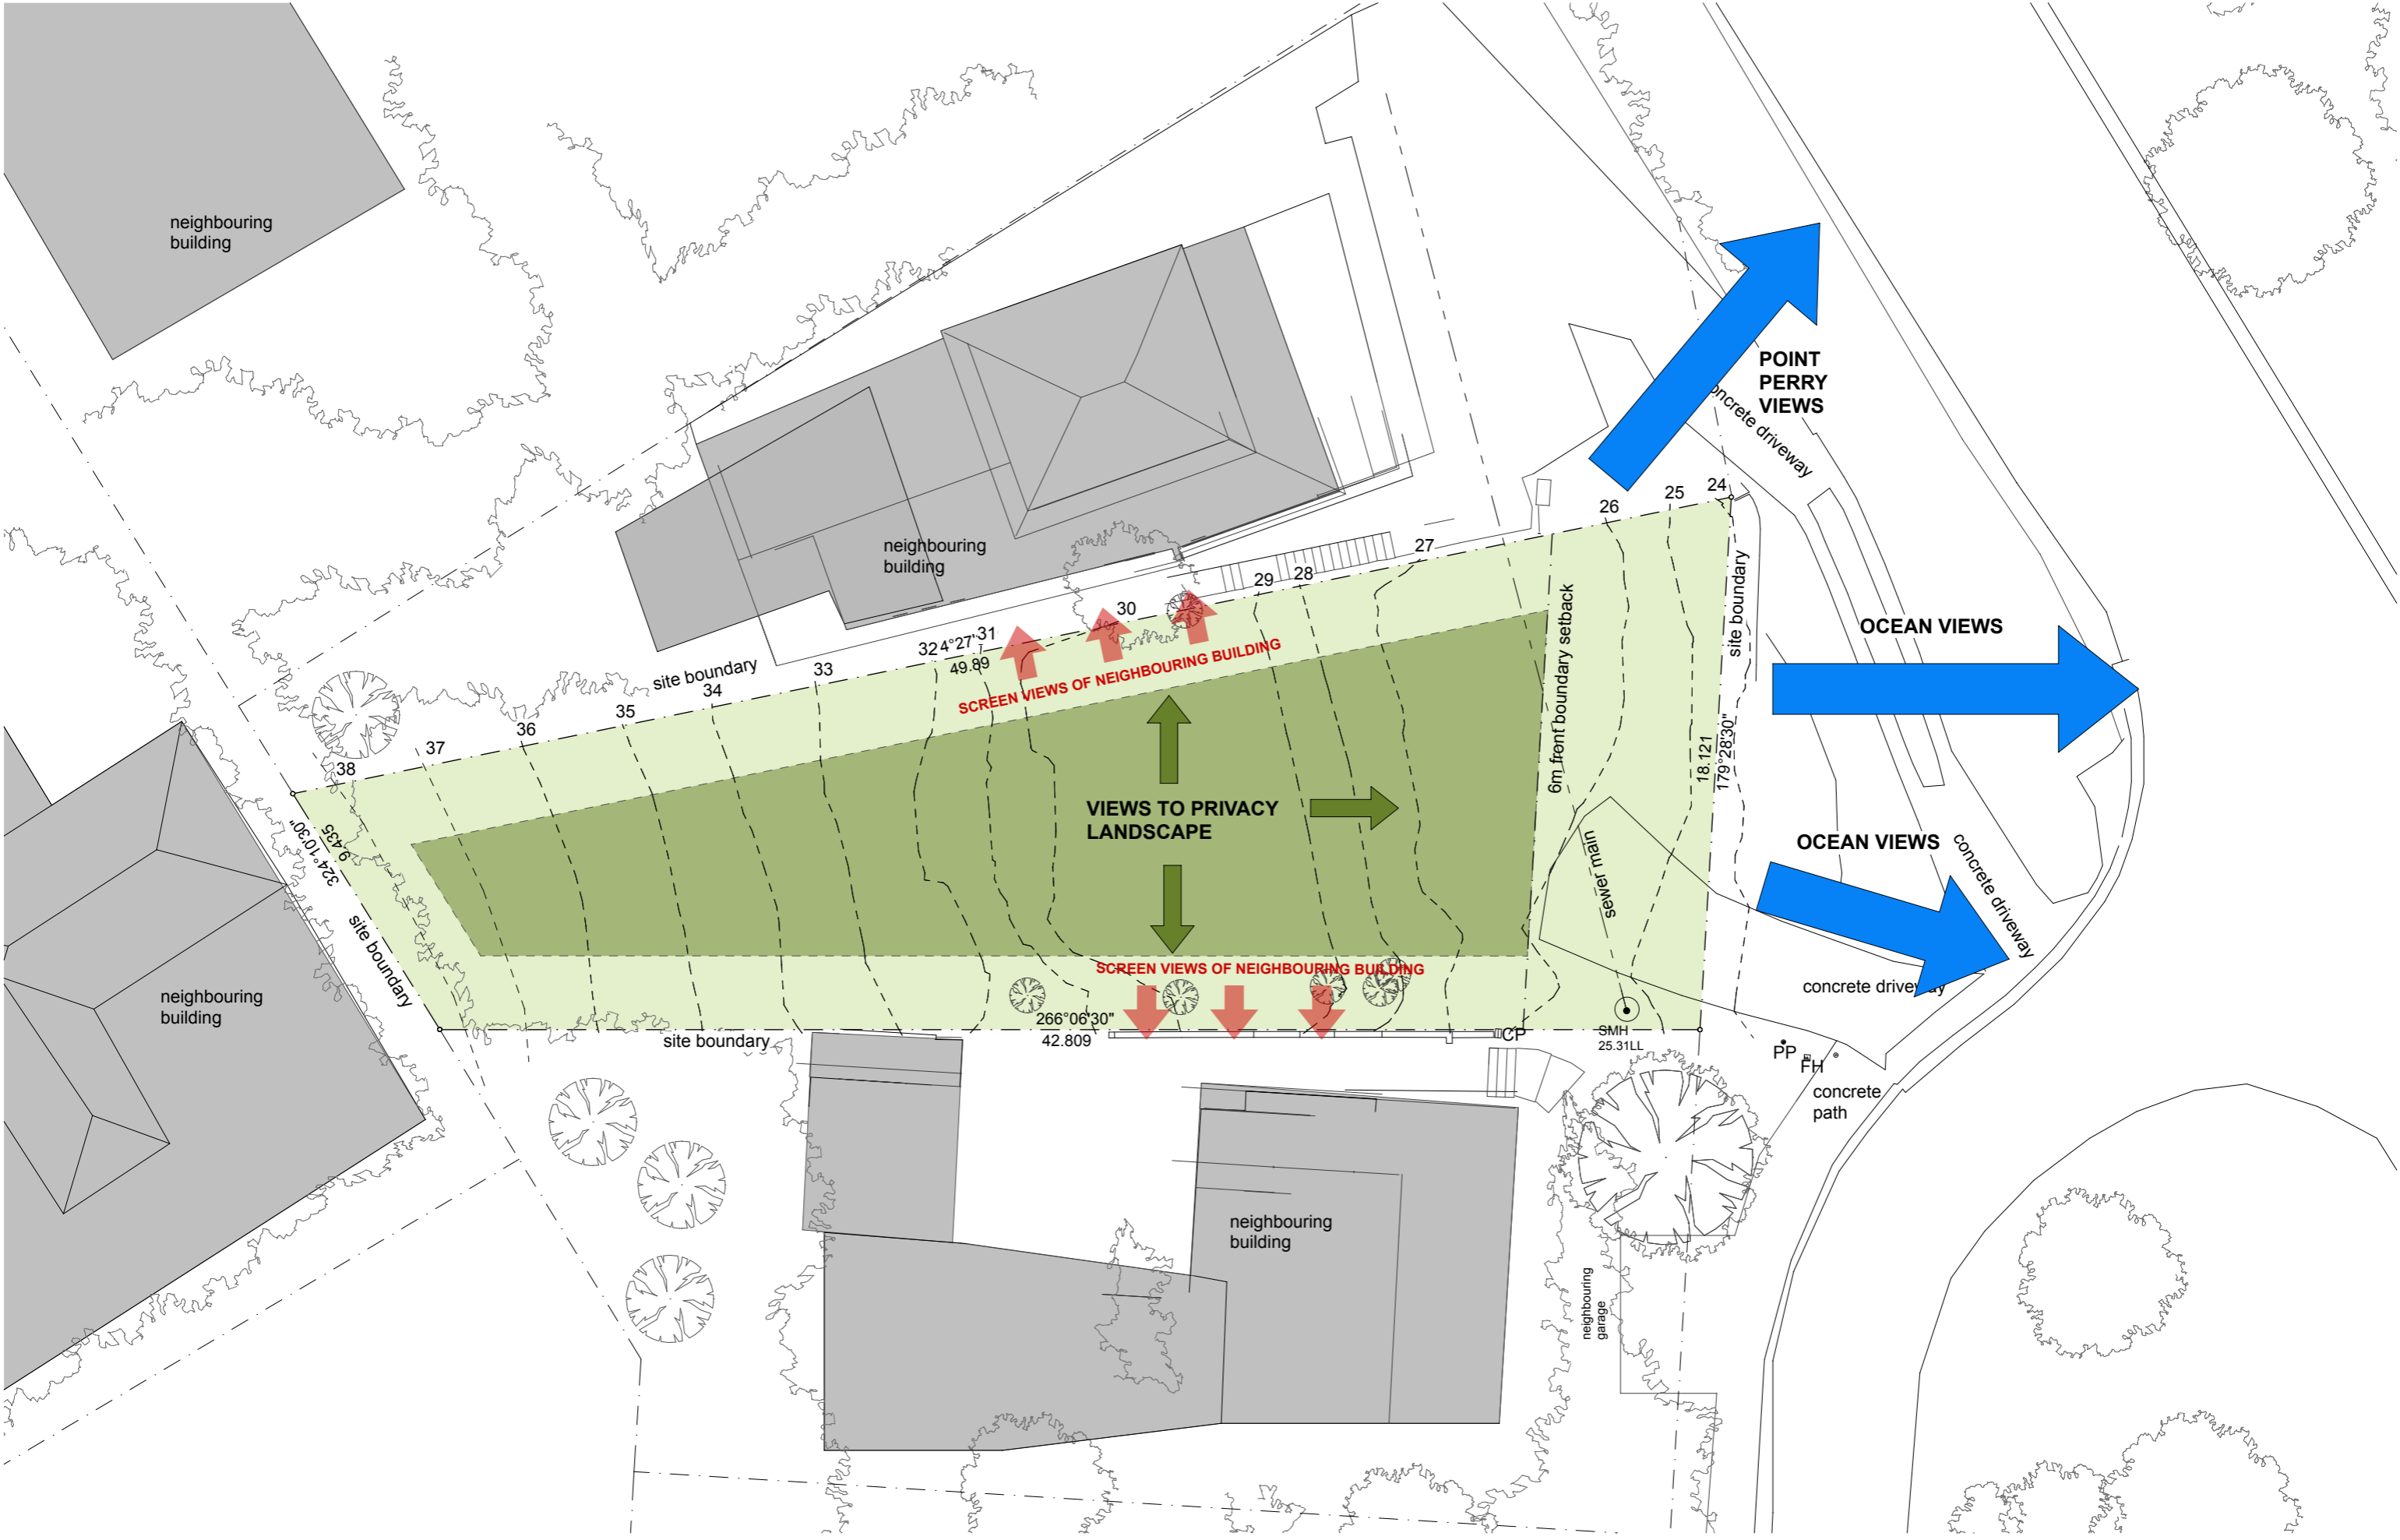 neighbouring
building
POINT
PERRY
VIEWS
concrete driveway
24
25
26
27
28
29
30
31
32
4°27'
49.89
33
34
35
36
37
38
neighbouring
building
site boundary
SCREEN VIEWS OF NEIGHBOURING BUILDING
6m front boundary setback
site boundary
OCEAN VIEWS
18.121
179°28'30"
VIEWS TO PRIVACY
LANDSCAPE
9.435
324°10'30"
site boundary
sewer main
OCEAN VIEWS
concrete driveway
neighbouring
building
SCREEN VIEWS OF NEIGHBOURING BUILDING
concrete driveway
266°06'30"
42.809
site boundary
CP
SMH
25.31LL
PP
FH
concrete
path
neighbouring
building
neighbouring
garage